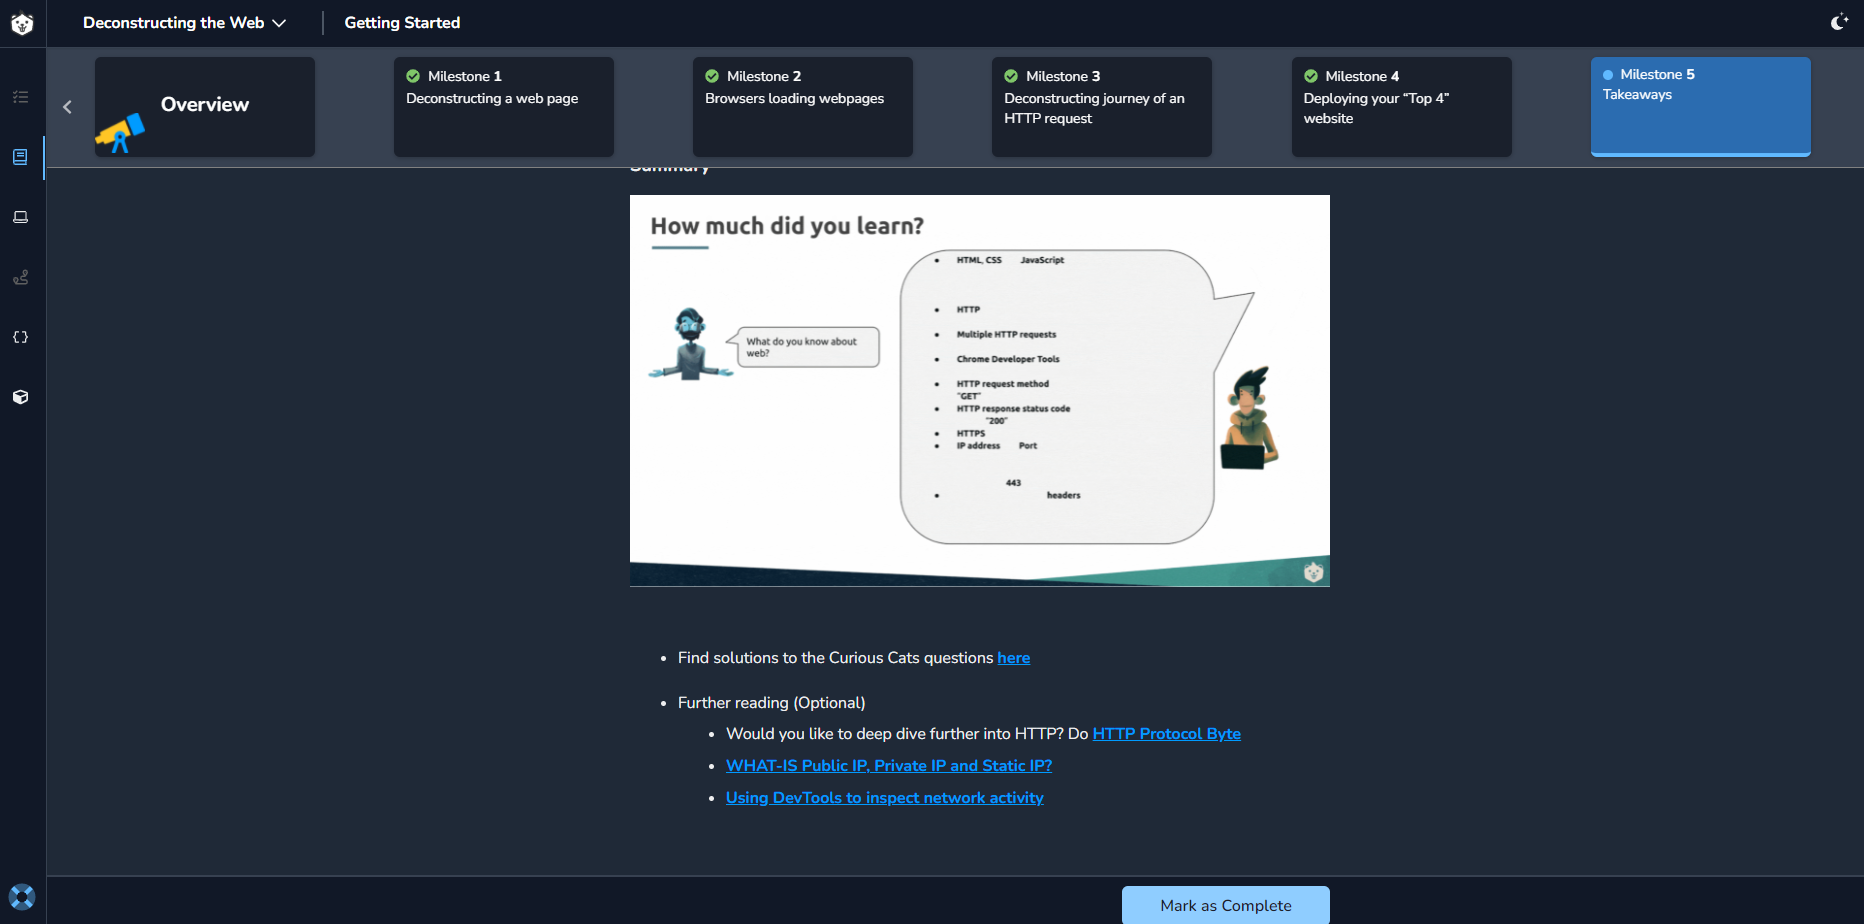 Deconstructing the Web
Getting Started
Overview
Milestone 1
Deconstructing a web page
Milestone 2
Browsers loading webpages
Milestone 3
Deconstructing journey of an
HTTP request
Milestone 4
Deploying your “Top 4”
website
Milestone 5
Takeaways
Summary
How much did you learn?
What do you know about
web?
HTML, CSS JavaScript
HTTP
Multiple HTTP requests
Chrome Developer Tools
HTTP request method
"GET"
HTTP response status code
"200"
HTTPS
IP address Port
443
headers
Find solutions to the Curious Cats questions here
Further reading (Optional)
Would you like to deep dive further into HTTP? Do HTTP Protocol Byte
WHAT-IS Public IP, Private IP and Static IP?
Using DevTools to inspect network activity
Mark as Complete